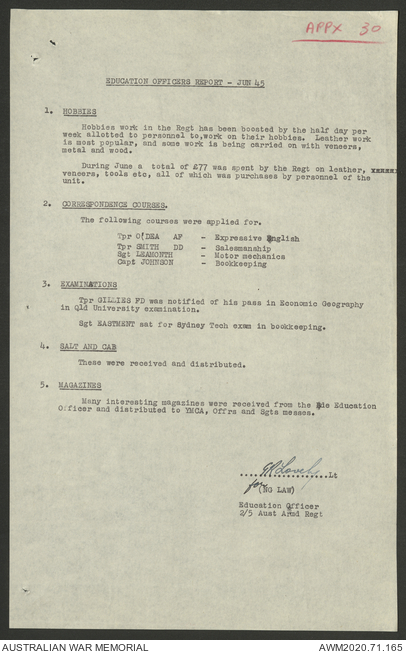 APPX 30
EDUCATION OFFICERS REPORT - JUN 45
1. HOBBIES
Hobbies work in the Regt has been boosted by the half day per
week allotted to personnel to,work on their hobbies. Leather work
is most popular, and some work is being carried on with veneers,
metal and wood.
During June a total of £77 was spent by the Regt on leather,
veneers, tools etc, all of which was purchases by personnel of the
unit.
2. CORRESPONDENCE COURSES.
The following courses were applied for.
Tpr O'DEA AF - Expressive English
Tpr SMITH DD - Salesmanship
Sgt LEAMONTH - Motor mechanics
Capt JOHNSON - Bookkeeping
3. EXAMINATIONS
Tpr GILLIES FD was notified of his pass in Economic Geography
in Qld University examination.
Sgt EASTMENT sat for Sydney Tech exam in bookkeeping.
4. SALT AND CAB
These were received and distributed.
5. MAGAZINES
Many interesting magazines were received from the Bde Education
Officer and distributed to YMCA, Offrs and Sgts messes.
..................Lt
for (NG LAW)
Education Officer
2/5 Aust Armd Regt
AUSTRALIAN WAR MEMORIAL
AWM2020.71.165